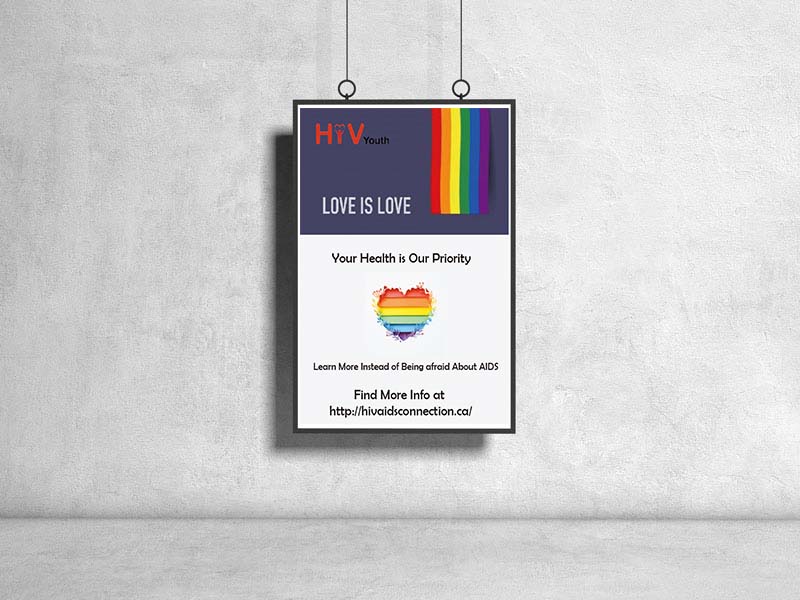 HiV Youth
LOVE IS LOVE
Your Health is Our Priority
Learn More Instead of Being afraid About AIDS
Find More Info at
http://hivaidsconnection.ca/